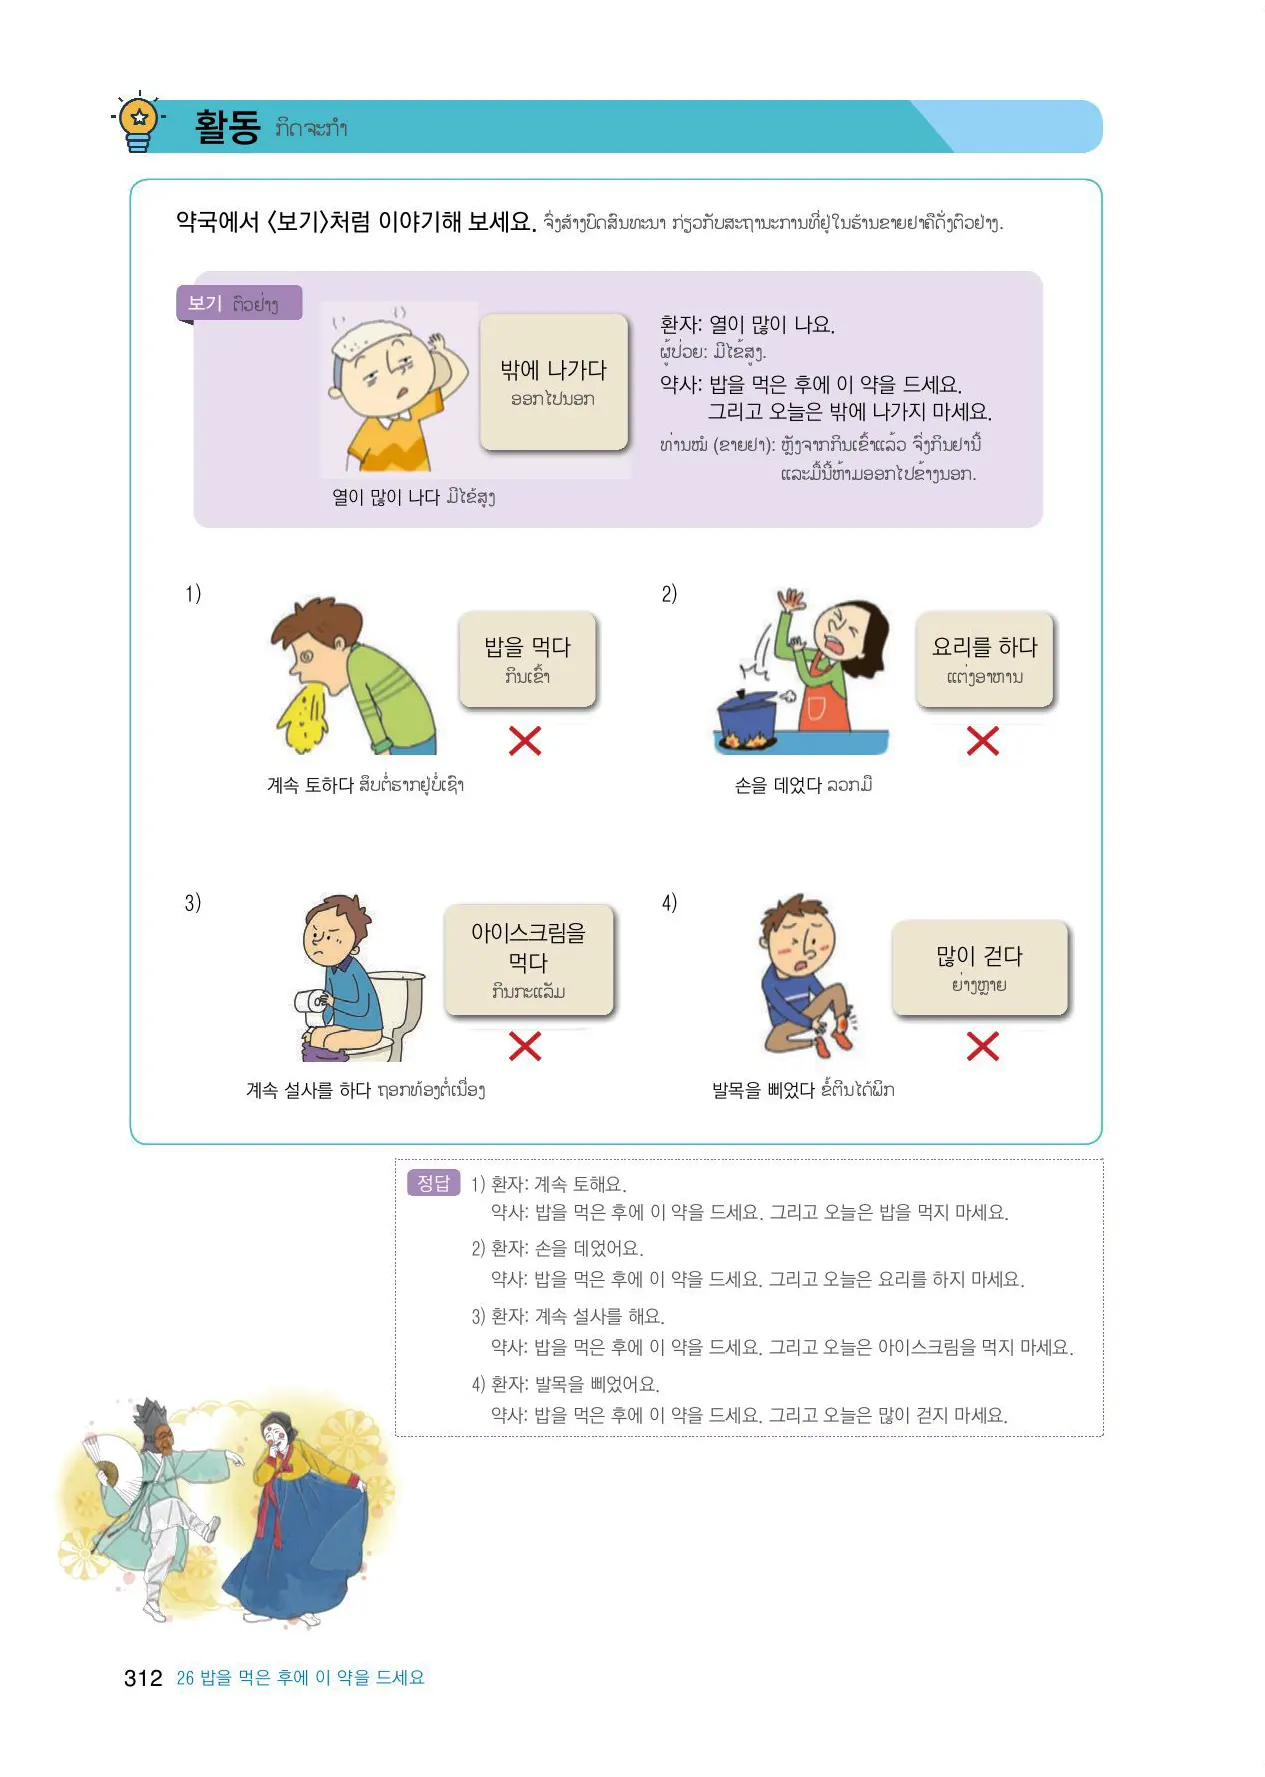 활동 ກິດຈະກຳ
약국에서 〈보기〉처럼 이야기해 보세요. ຈົ່ງສ້າງບົດສົນທະນາ ກ່ຽວກັບສະຖານະການທີ່ຢູ່ໃນຮ້ານຂາຍຢາຄືດັ່ງຕົວຢ່າງ.
보기 ຕົວຢ່າງ
밖에 나가다
ອອກໄປນອກ
열이 많이 나다 ມີໄຂ້ສູງ
환자: 열이 많이 나요.
ຜູ້ປ່ວຍ: ມີໄຂ້ສູງ.
약사: 밥을 먹은 후에 이 약을 드세요.
그리고 오늘은 밖에 나가지 마세요.
ທ່ານໝໍ (ຂາຍຢາ): ຫຼັງຈາກກິນເຂົ້າແລ້ວ ຈົ່ງກິນຢານີ້
ແລະມື້ນີ້ຫ້າມອອກໄປຂ້າງນອກ.
1)
밥을 먹다
ກິນເຂົ້າ
계속 토하다 ສືບຕໍ່ຮາກຢູ່ບໍ່ເຊົາ
2)
요리를 하다
ແຕ່ງອາຫານ
손을 데었다 ລວກມື
3)
아이스크림을
먹다
ກິນກະແລັມ
계속 설사를 하다 ຖອກທ້ອງຕໍ່ເນື່ອງ
4)
많이 걷다
ຍ່າງຫຼາຍ
발목을 삐었다 ຂໍ້ຕີນໄດ້ພິກ
정답 1) 환자: 계속 토해요.
약사: 밥을 먹은 후에 이 약을 드세요. 그리고 오늘은 밥을 먹지 마세요.
2) 환자: 손을 데었어요.
약사: 밥을 먹은 후에 이 약을 드세요. 그리고 오늘은 요리를 하지 마세요.
3) 환자: 계속 설사를 해요.
약사: 밥을 먹은 후에 이 약을 드세요. 그리고 오늘은 아이스크림을 먹지 마세요.
4) 환자: 발목을 삐었어요.
약사: 밥을 먹은 후에 이 약을 드세요. 그리고 오늘은 많이 걷지 마세요.
312 26 밥을 먹은 후에 이 약을 드세요